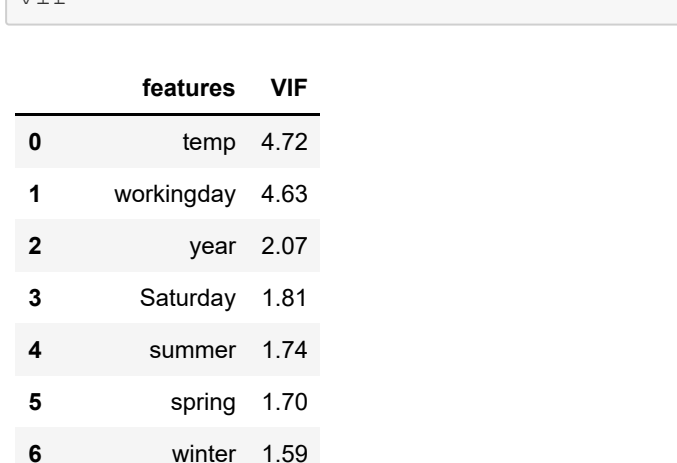 features VIF
0 temp 4.72
1 workingday 4.63
2 year 2.07
3 Saturday 1.81
4 summer 1.74
5 spring 1.70
6 winter 1.59